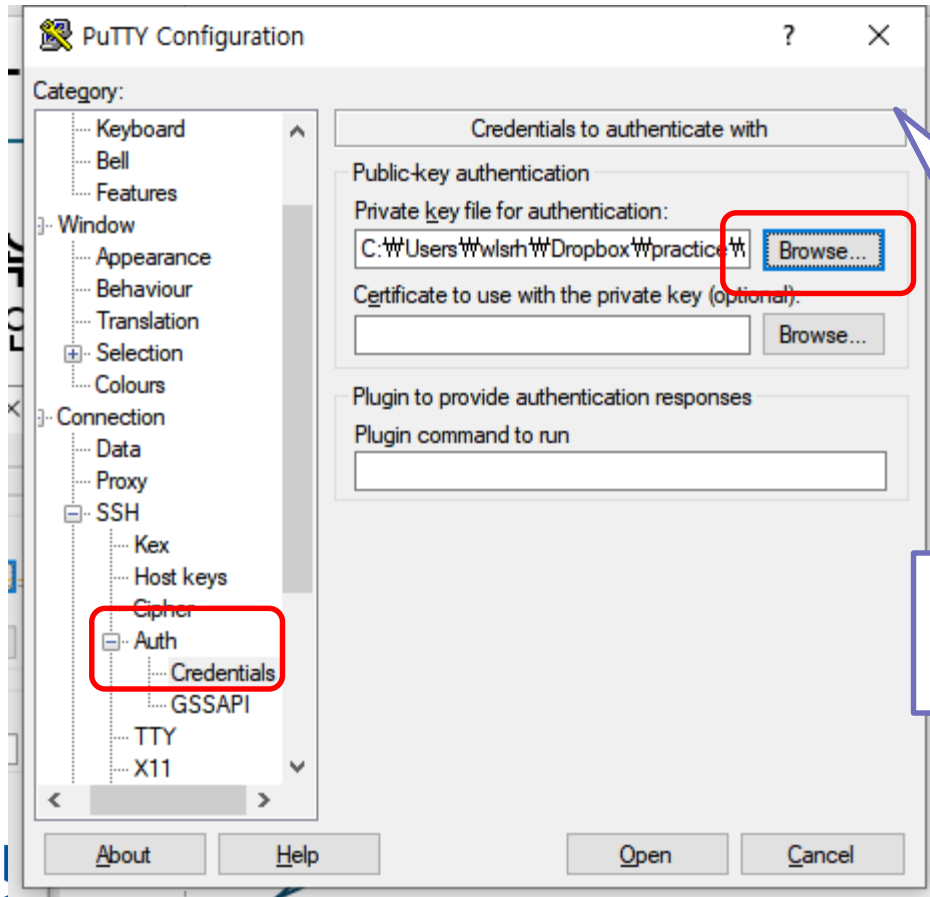 PuTTY Configuration
?
Category:
Keyboard
Bell
Features
Window
Appearance
Behaviour
Translation
Selection
Colours
Connection
Data
Proxy
SSH
Kex
Host keys
Cipher
Auth
Credentials
GSSAPI
TTY
X11
Credentials to authenticate with
Public-key authentication
Private key file for authentication:
C:₩Users₩wlsrh₩Dropbox₩practice₩ Browse...
Certificate to use with the private key (optional):
Browse...
Plugin to provide authentication responses
Plugin command to run
About Help Open Cancel